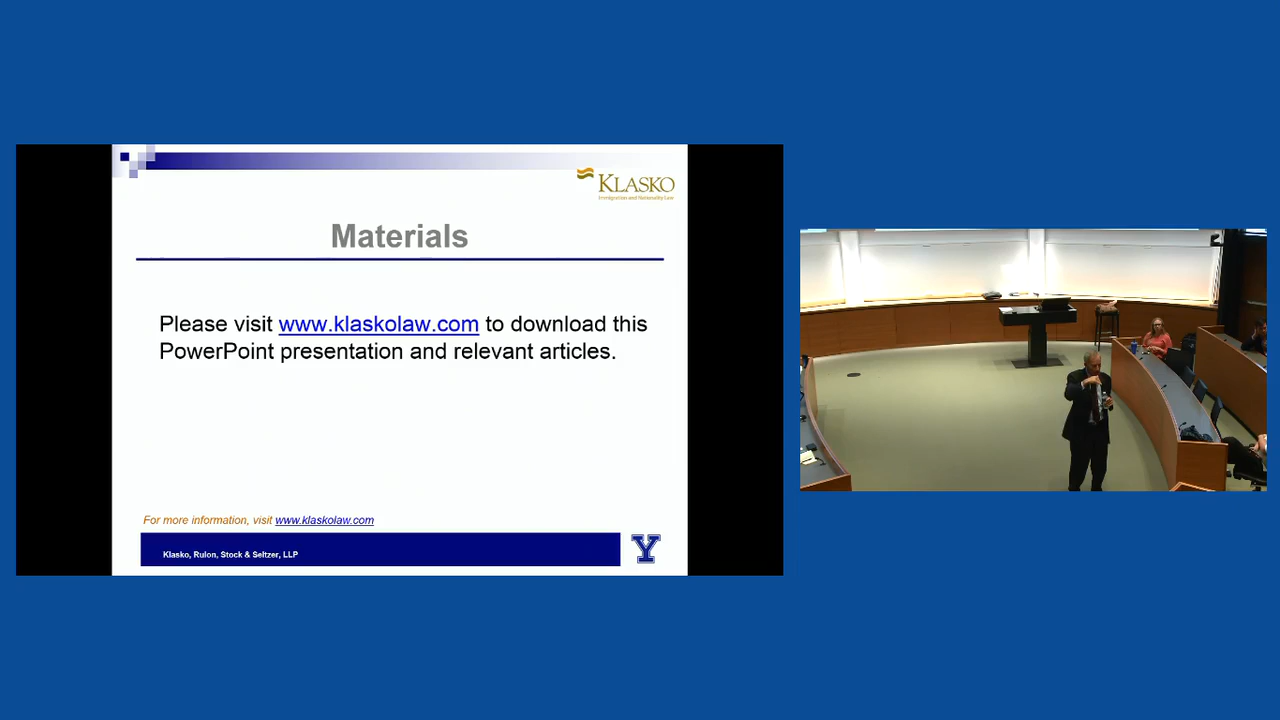 KLASKO
Immigration and Nationality Law
Materials
Please visit www.klaskolaw.com to download this
PowerPoint presentation and relevant articles.
For more information, visit www.klaskolaw.com
Klasko, Rulon, Stock & Seltzer, LLP
Y